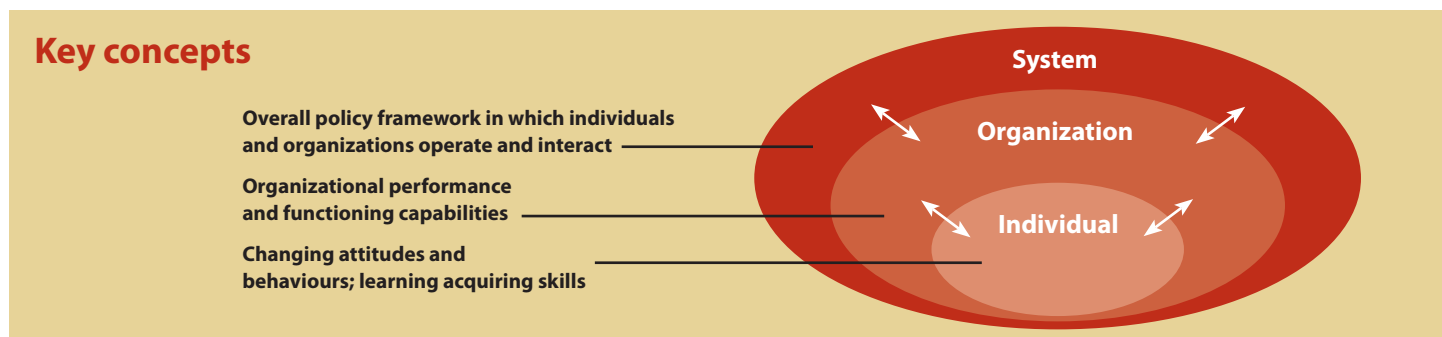 Key concepts
System
Overall policy framework in which individuals
and organizations operate and interact
Organization
Organizational performance
and functioning capabilities
Individual
Changing attitudes and
behaviours; learning acquiring skills